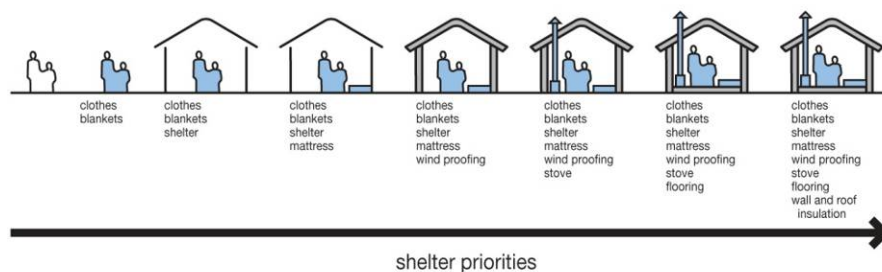 clothes
blankets
clothes
blankets
shelter
clothes
blankets
shelter
mattress
clothes
blankets
shelter
mattress
wind proofing
clothes
blankets
shelter
mattress
wind proofing
stove
clothes
blankets
shelter
mattress
wind proofing
stove
flooring
clothes
blankets
shelter
mattress
wind proofing
stove
flooring
wall and roof
insulation
shelter priorities